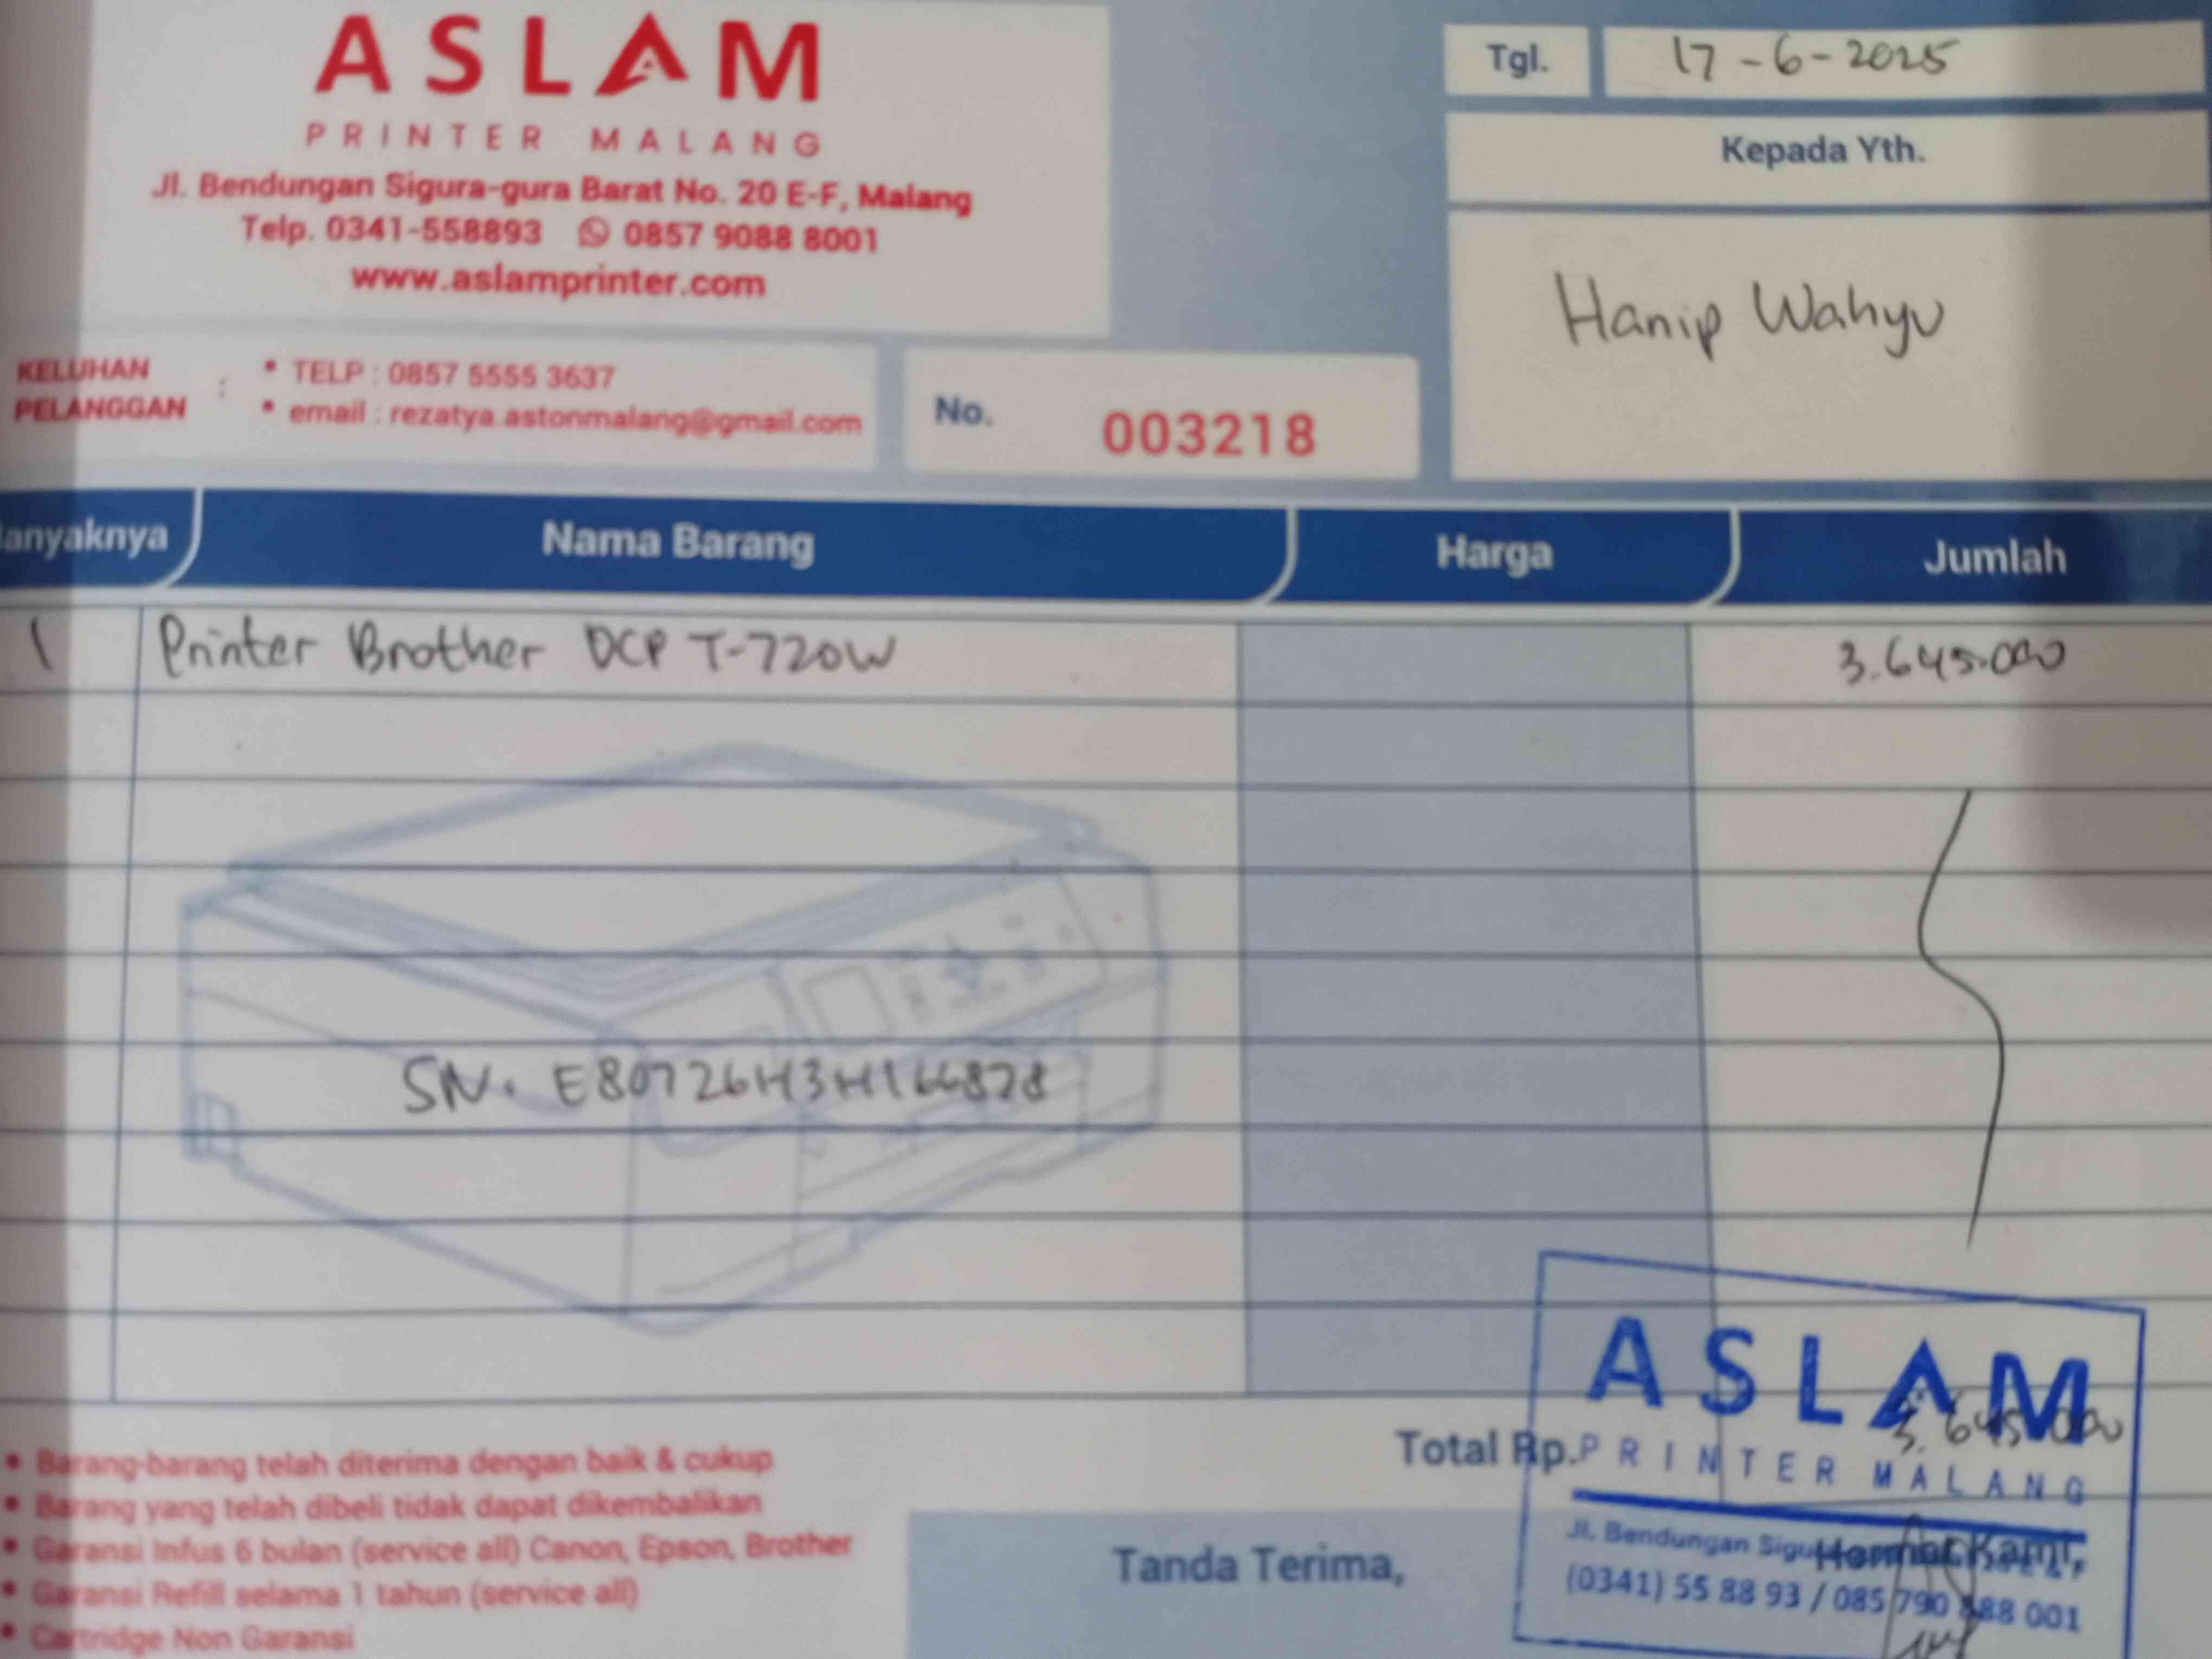 ASLAM
PRINTER MALANG
Jl. Bendungan Sigura-gura Barat No. 20 E-F, Malang
Telp. 0341-558893 0857 9088 8001
www.aslamprinter.com
Tgl. 17-6-2025
Kepada Yth.
Hanip Wahyu
KELUHAN PELANGGAN :
• TELP : 0857 5555 3637
• email : rezatya.astonmalang@gmail.com
No. 003218
anyaknya Nama Barang Harga Jumlah
1 Printer Brother DCP T-720W 3.645.000
SN. E80726H3H164878
Total Rp. 3.645.000
• Barang-barang telah diterima dengan baik & cukup
• Barang yang telah dibeli tidak dapat dikembalikan
• Garansi Infus 6 bulan (service all) Canon, Epson, Brother
• Garansi Refill selama 1 tahun (service all)
• Cartridge Non Garansi
Tanda Terima,
Hormat Kami,
ASLAM
PRINTER MALANG
Jl. Bendungan
(0341) 55 88 93 / 085 790 888 001